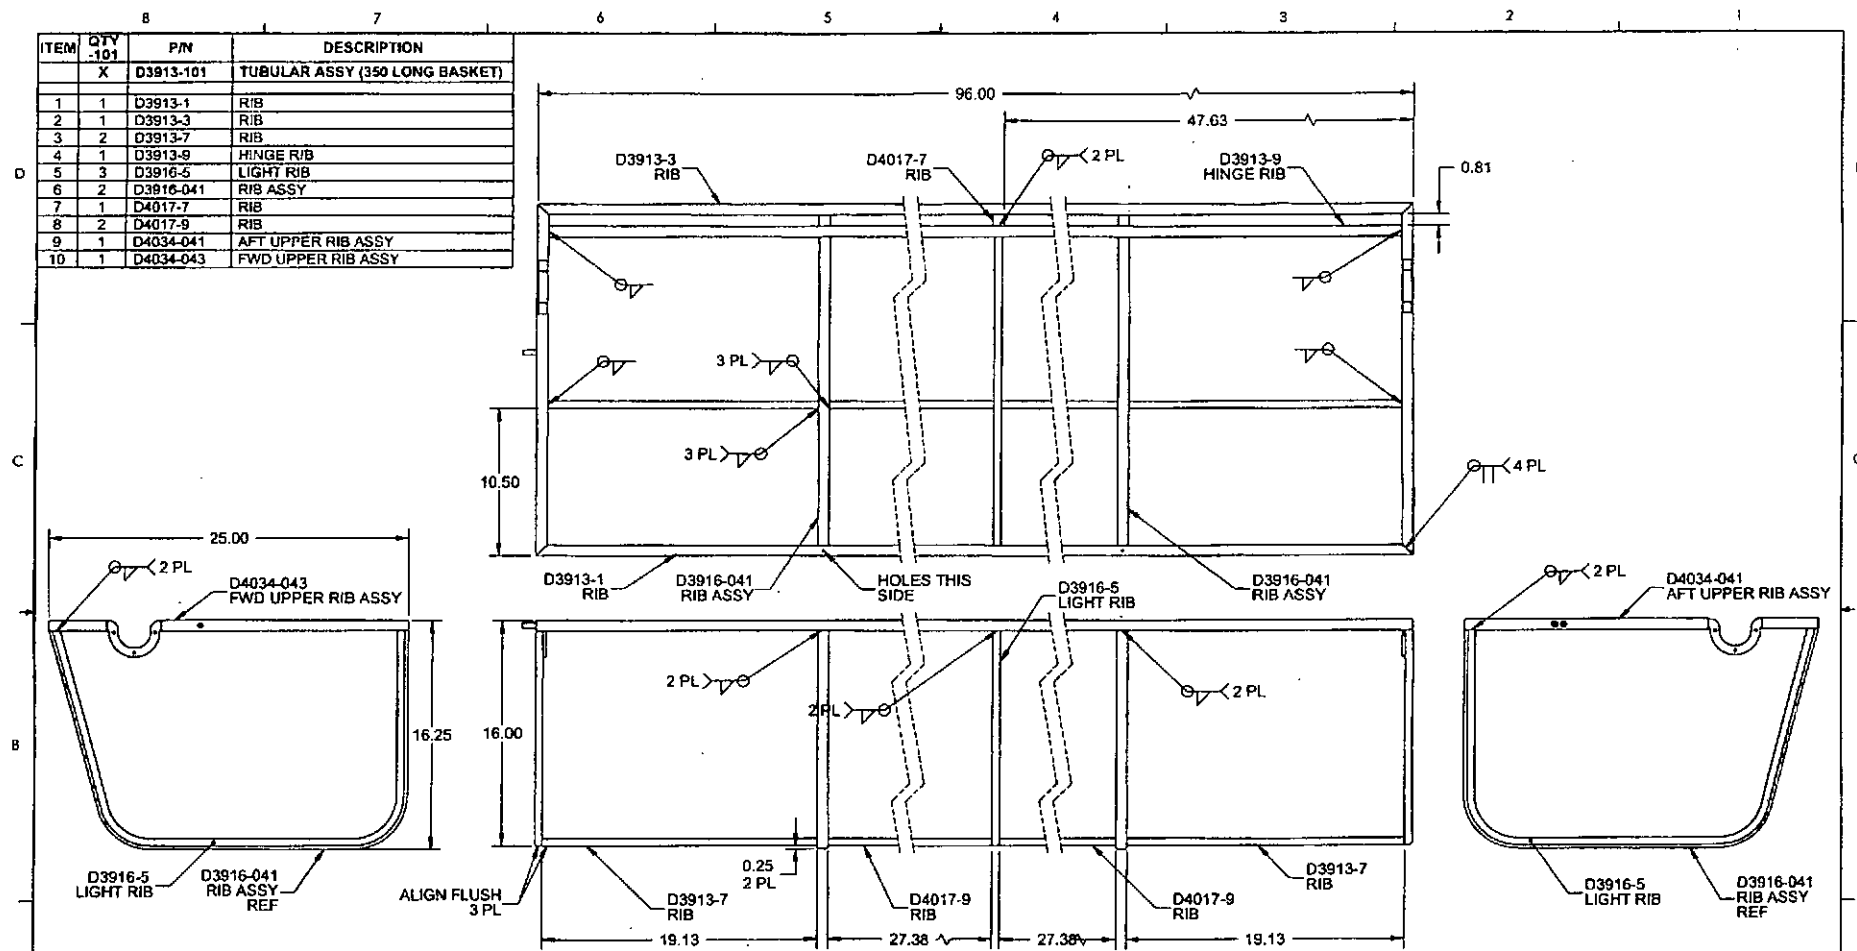 8 7 6 5 4 3 2 1
ITEM QTY -101 P/N DESCRIPTION
X D3913-101 TUBULAR ASSY (350 LONG BASKET)
1 1 D3913-1 RIB
2 1 D3913-3 RIB
3 2 D3913-7 RIB
4 1 D3913-9 HINGE RIB
5 3 D3916-5 LIGHT RIB
6 2 D3916-041 RIB ASSY
7 1 D4017-7 RIB
8 2 D4017-9 RIB
9 1 D4034-041 AFT UPPER RIB ASSY
10 1 D4034-043 FWD UPPER RIB ASSY
96.00
47.63
D3913-3
RIB
D4017-7
RIB
2 PL
D3913-9
HINGE RIB
0.81
D
3 PL
3 PL
C
10.50
4 PL
25.00
2 PL
D4034-043
FWD UPPER RIB ASSY
D3913-1
RIB
D3916-041
RIB ASSY
HOLES THIS
SIDE
D3916-5
LIGHT RIB
D3916-041
RIB ASSY
2 PL
D4034-041
AFT UPPER RIB ASSY
16.25
16.00
2 PL
2 PL
2 PL
B
D3916-5
LIGHT RIB
D3916-041
RIB ASSY
REF
ALIGN FLUSH
3 PL
D3913-7
RIB
0.25
2 PL
D4017-9
RIB
D4017-9
RIB
D3913-7
RIB
D3916-5
LIGHT RIB
D3916-041
RIB ASSY
REF
19.13
27.38
27.38
19.13